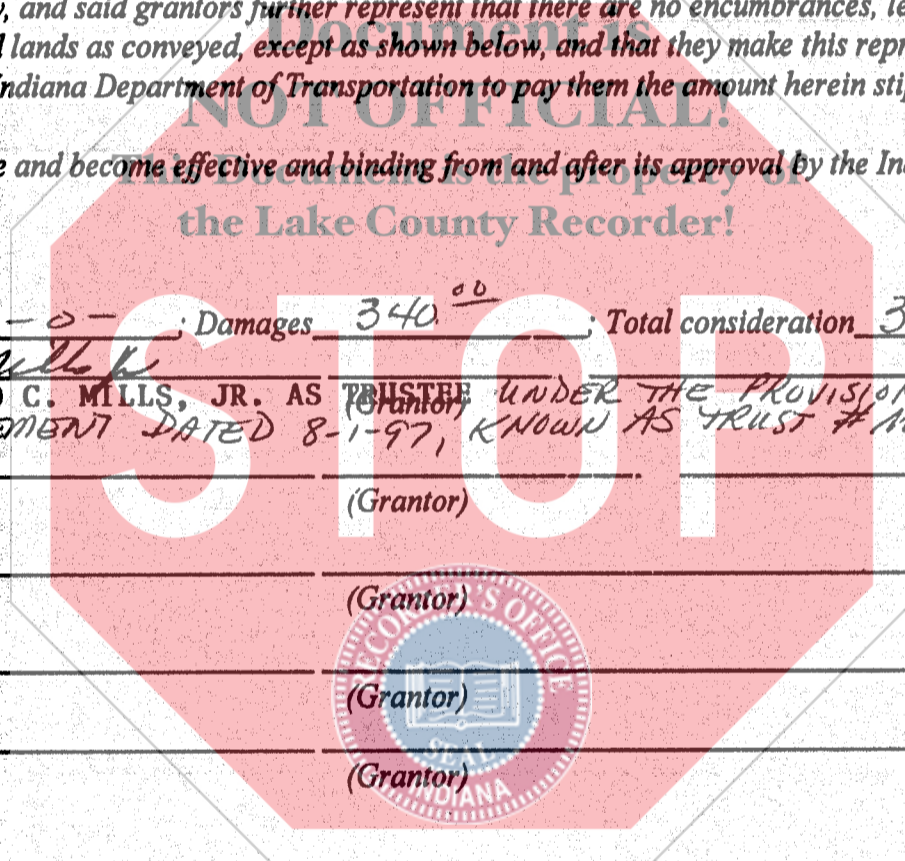 , and said grantors further represent that there are no encumbrances, le
lands as conveyed, except as shown below, and that they make this repr
Indiana Department of Transportation to pay them the amount herein stip
Document is
NOT OFFICIAL!
e and become effective and binding from and after its approval by the In
This Document is the property of
the Lake County Recorder!
-0- ; Damages 340.00 ; Total consideration 3
STOP
C. MILLS, JR. AS TRUSTEE UNDER THE PROVISION
(Grantor)
MENT DATED 8-1-97, KNOWN AS TRUST #
(Grantor)
(Grantor)
(Grantor)
(Grantor)
RECORDER'S OFFICE
SEAL
INDIANA